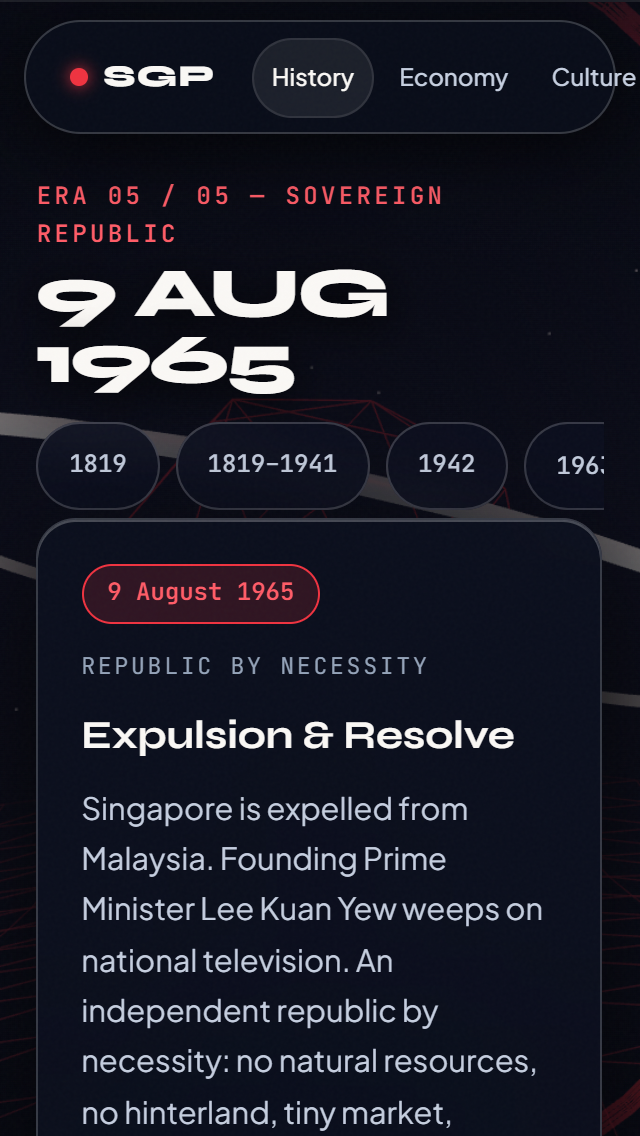 SGP
History
Economy
Culture
ERA 05 / 05 — SOVEREIGN
REPUBLIC
9 AUG
1965
1819
1819–1941
1942
1963
9 August 1965
REPUBLIC BY NECESSITY
Expulsion & Resolve
Singapore is expelled from
Malaysia. Founding Prime
Minister Lee Kuan Yew weeps on
national television. An
independent republic by
necessity: no natural resources,
no hinterland, tiny market,